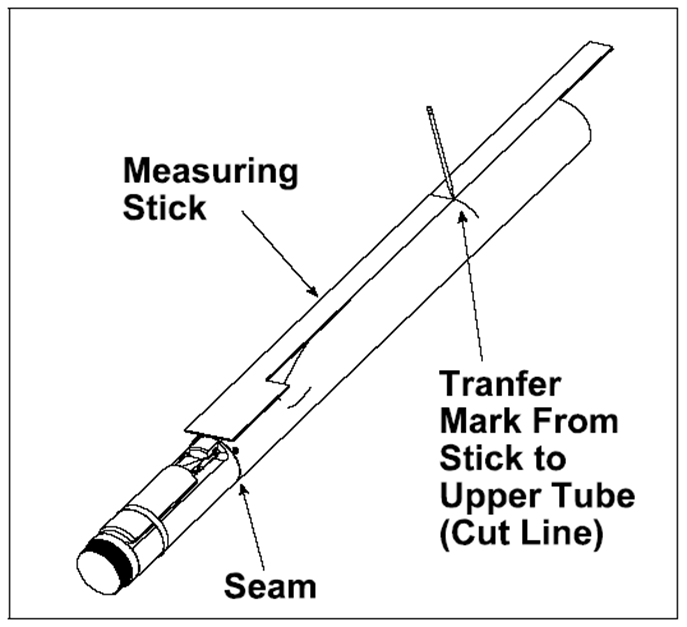 Measuring
Stick
Tranfer
Mark From
Stick to
Upper Tube
(Cut Line)
Seam